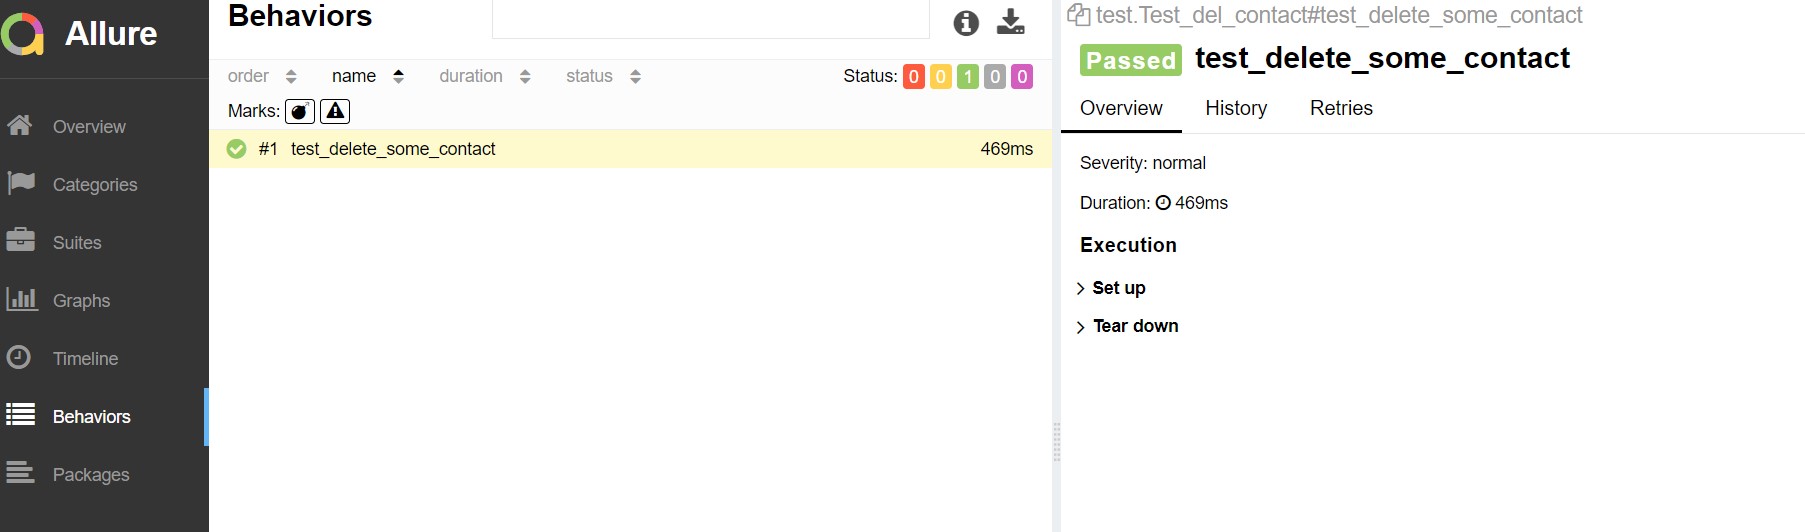 Allure
Overview
Categories
Suites
Graphs
Timeline
Behaviors
Packages
Behaviors
order name duration status Status: 0 0 1 0 0
Marks:
#1 test_delete_some_contact 469ms
test.Test_del_contact#test_delete_some_contact
Passed test_delete_some_contact
Overview History Retries
Severity: normal
Duration: 469ms
Execution
Set up
Tear down